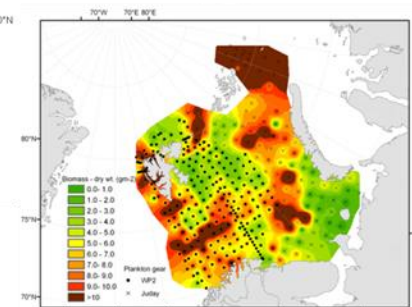 0°N
70°W 70°E 80°E
80°N
Biomass - dry wt. (gm-2)
0.0- 1.0
1.0 - 2.0
2.0 - 3.0
3.0 - 4.0
75°N
4.0 - 5.0
5.0 - 6.0
6.0 - 7.0
7.0 - 8.0
8.0 - 9.0
Plankton gear
9.0 - 10.0
• WP2
>10
× Juday
70°N